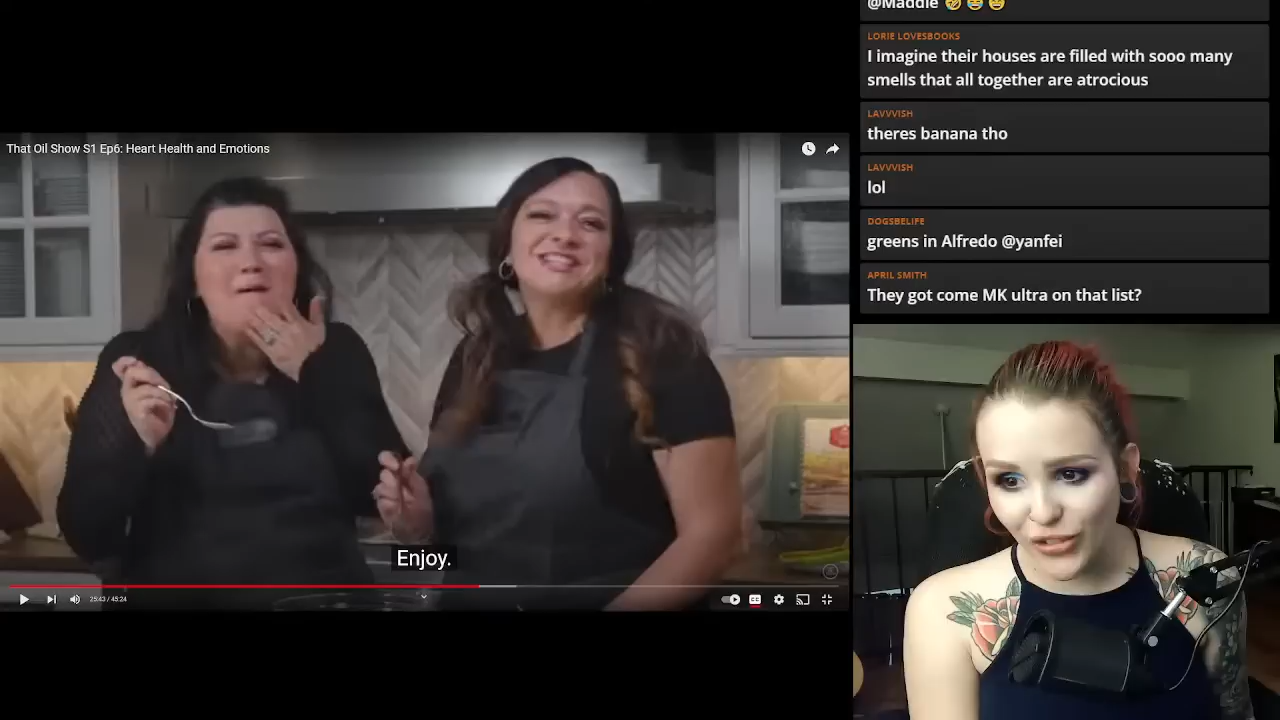 @Maddie 🤣 😂 😄
LORIE LOVESBOOKS
I imagine their houses are filled with sooo many
smells that all together are atrocious
LAVVVISH
theres banana tho
LAVVVISH
lol
DOGSBELIFE
greens in Alfredo @yanfei
APRIL SMITH
They got come MK ultra on that list?
That Oil Show S1 Ep6: Heart Health and Emotions
Enjoy.
25:43 / 45:24
CC